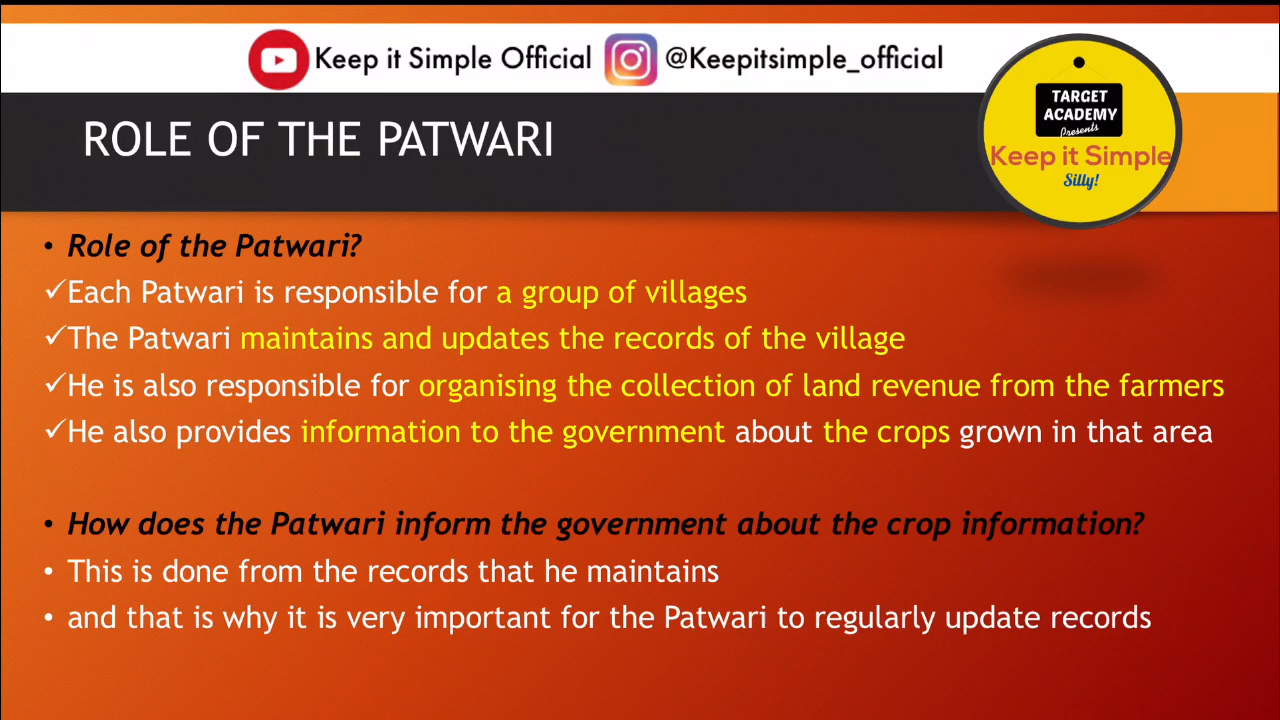 Keep it Simple Official @Keepitsimple_official
TARGET
ACADEMY
Presents
Keep it Simple
Silly!
ROLE OF THE PATWARI
• Role of the Patwari?
✓Each Patwari is responsible for a group of villages
✓The Patwari maintains and updates the records of the village
✓He is also responsible for organising the collection of land revenue from the farmers
✓He also provides information to the government about the crops grown in that area
• How does the Patwari inform the government about the crop information?
• This is done from the records that he maintains
• and that is why it is very important for the Patwari to regularly update records